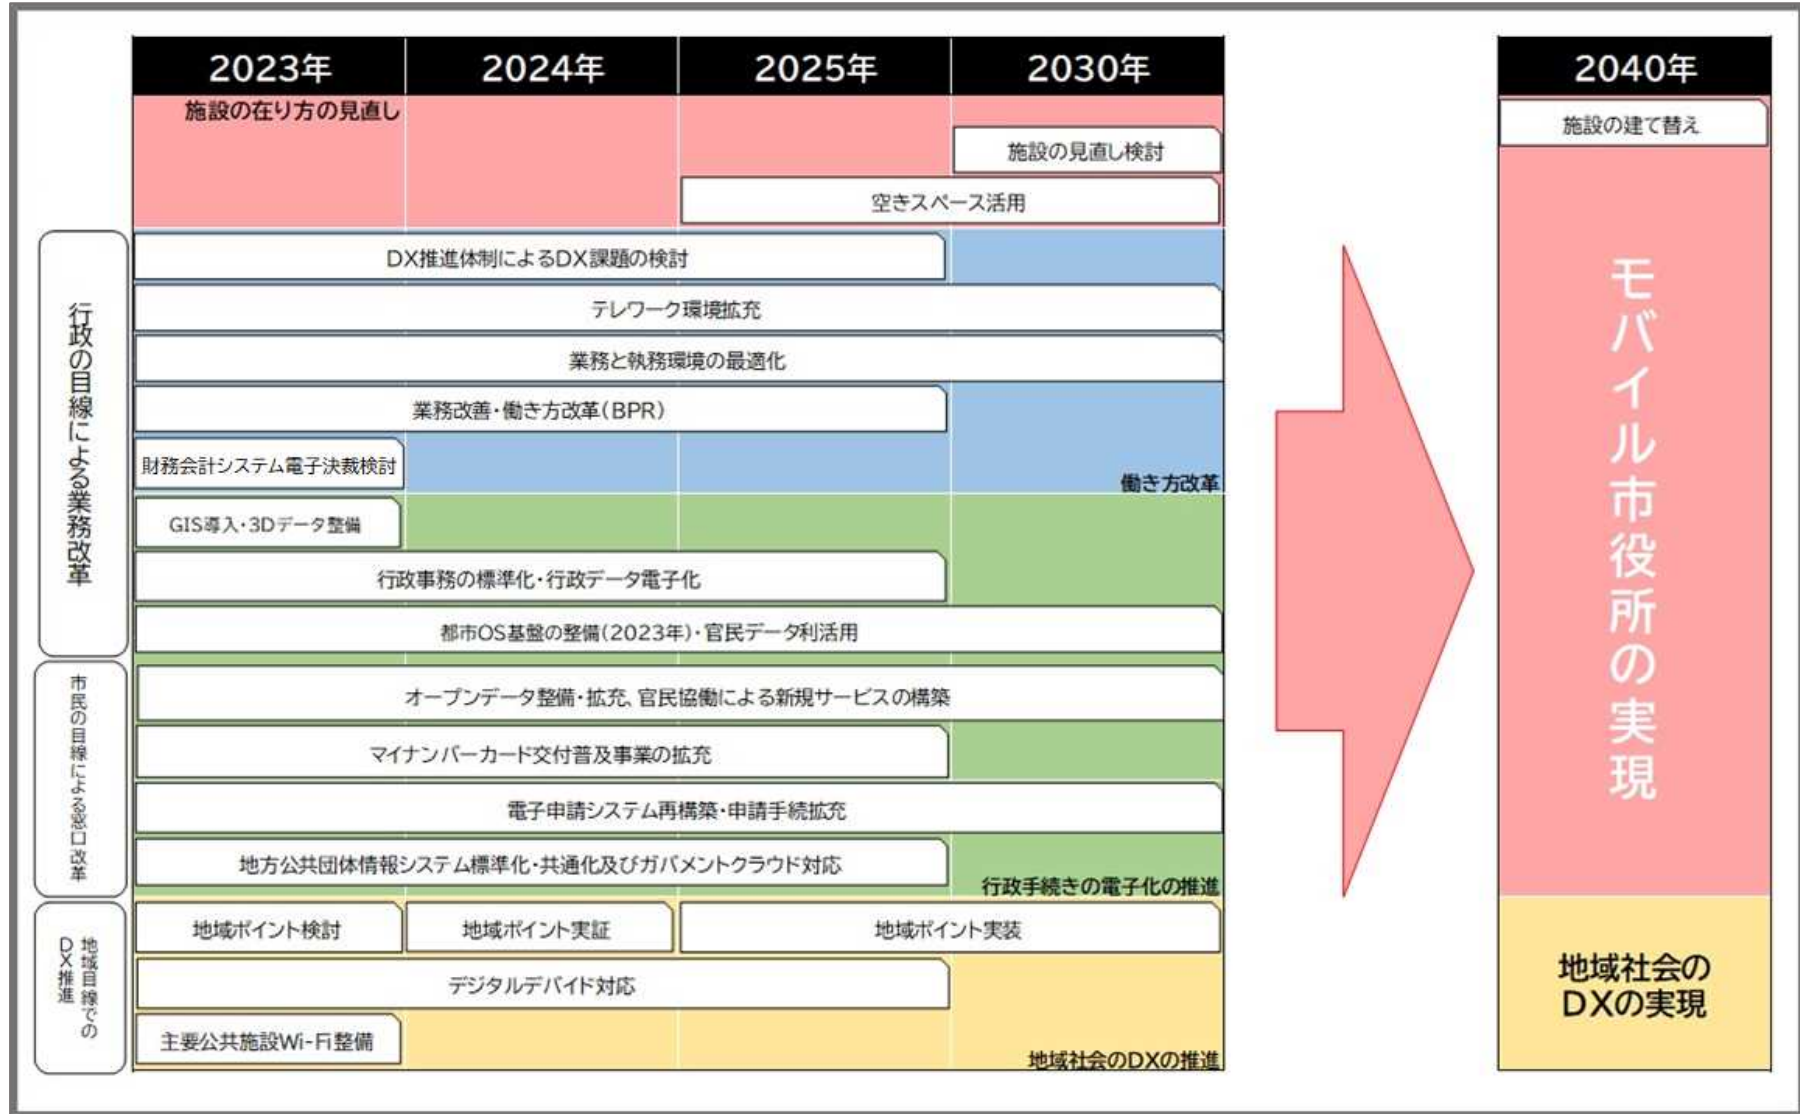 2023年
2024年
2025年
2030年
2040年
施設の在り方の見直し
施設の見直し検討
空きスペース活用
施設の建て替え
行政の目線による業務改革
DX推進体制によるDX課題の検討
テレワーク環境拡充
業務と執務環境の最適化
業務改善・働き方改革(BPR)
財務会計システム電子決裁検討
働き方改革
GIS導入・3Dデータ整備
行政事務の標準化・行政データ電子化
都市OS基盤の整備(2023年)・官民データ利活用
市民の目線による窓口改革
オープンデータ整備・拡充、官民協働による新規サービスの構築
マイナンバーカード交付普及事業の拡充
電子申請システム再構築・申請手続拡充
地方公共団体情報システム標準化・共通化及びガバメントクラウド対応
行政手続きの電子化の推進
地域目線での
DX推進
地域ポイント検討
地域ポイント実証
地域ポイント実装
デジタルデバイド対応
主要公共施設Wi-Fi整備
地域社会のDXの推進
モバイル市役所の実現
地域社会の
DXの実現